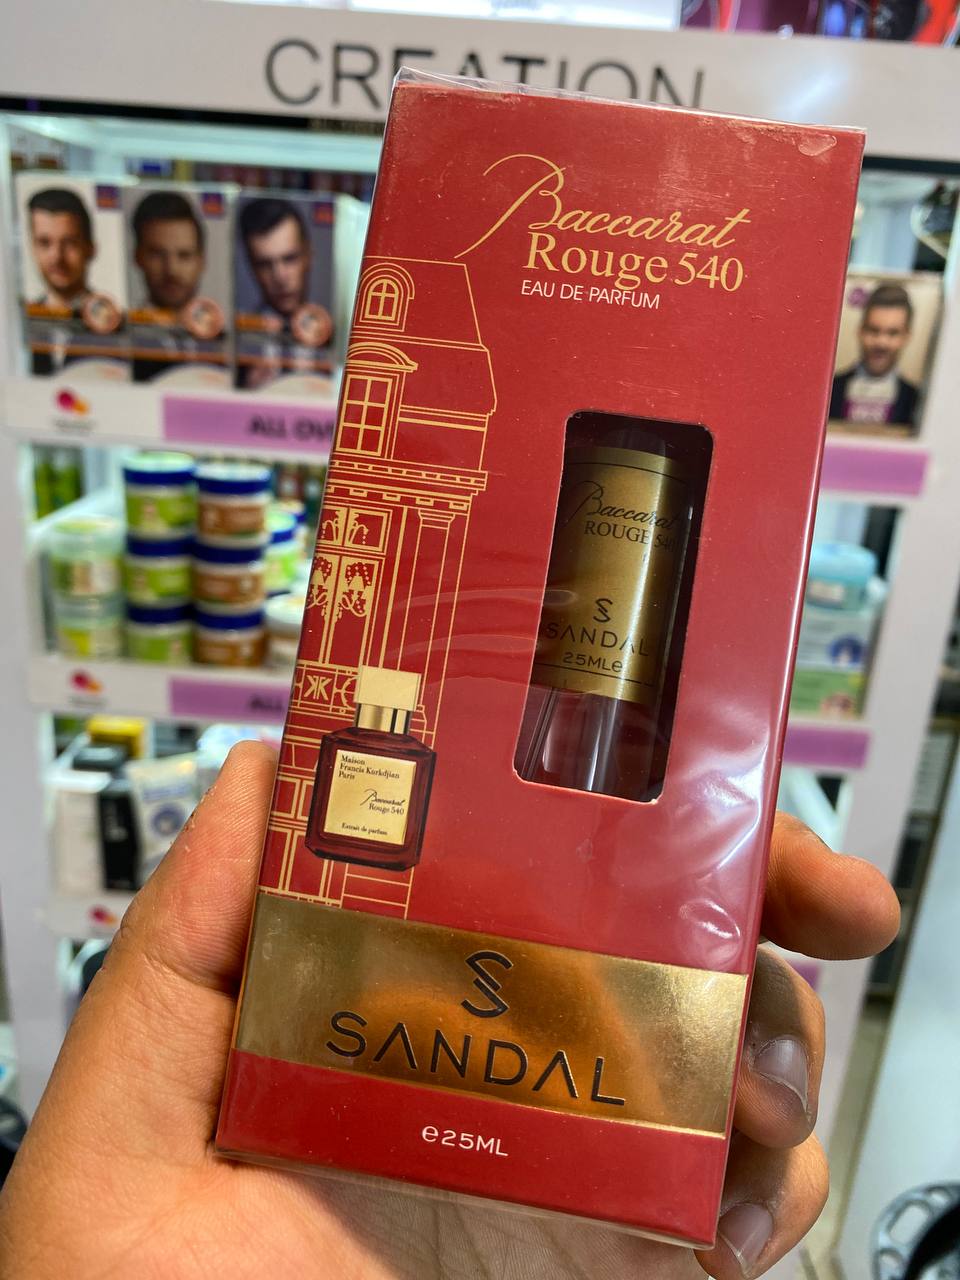 CREATION
Baccarat
Rouge 540
EAU DE PARFUM
Baccarat
ROUGE 540
SANDAL
25MLe
Maison
Francis Kurkdjian
Paris
Baccarat
Rouge 540
Extrait de parfum
SANDAL
e25ML
ALL OV
ALL